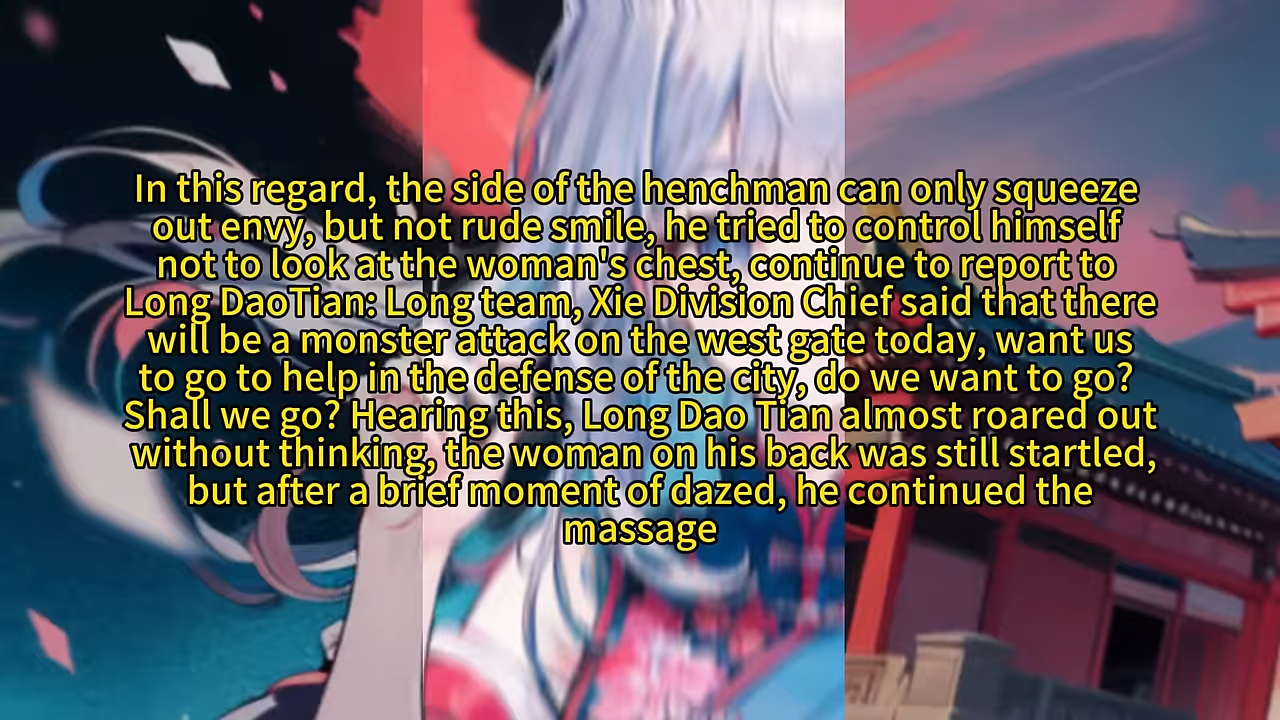 In this regard, the side of the henchman can only squeeze
out envy, but not rude smile, he tried to control himself
not to look at the woman's chest, continue to report to
Long DaoTian: Long team, Xie Division Chief said that there
will be a monster attack on the west gate today, want us
to go to help in the defense of the city, do we want to go?
Shall we go? Hearing this, Long Dao Tian almost roared out
without thinking, the woman on his back was still startled,
but after a brief moment of dazed, he continued the
massage